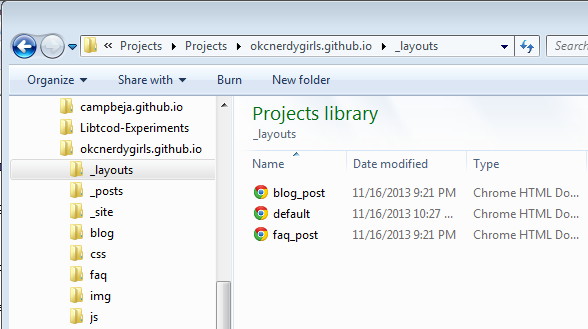 « Projects ▸ Projects ▸ okcnerdygirls.github.io ▸ _layouts
Search
Organize Share with Burn New folder
campbeja.github.io
Libtcod-Experiments
okcnerdygirls.github.io
_layouts
_posts
_site
blog
css
faq
img
js
Projects library
_layouts
Name Date modified Type
blog_post 11/16/2013 9:21 PM Chrome HTML Do...
default 11/16/2013 10:27 ... Chrome HTML Do...
faq_post 11/16/2013 9:21 PM Chrome HTML Do...